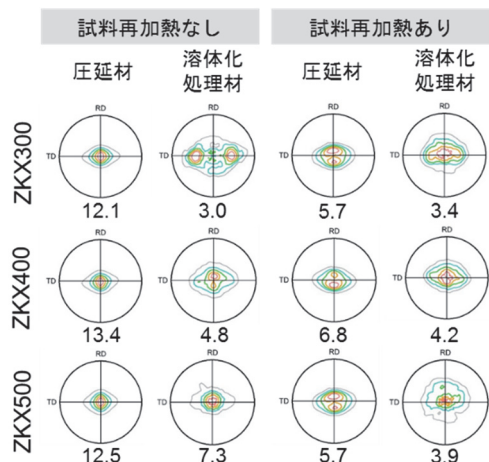 試料再加熱なし 試料再加熱あり
圧延材 溶体化処理材 圧延材 溶体化処理材
ZKX300
RD RD RD RD
TD TD TD TD
12.1 3.0 5.7 3.4
ZKX400
RD RD RD RD
TD TD TD TD
13.4 4.8 6.8 4.2
ZKX500
RD RD RD RD
TD TD TD TD
12.5 7.3 5.7 3.9